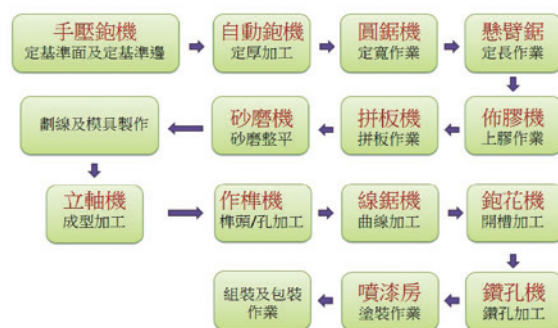 手壓鉋機
定基準面及定基準邊
自動鉋機
定厚加工
圓鋸機
定寬作業
懸臂鋸
定長作業
佈膠機
上膠作業
拼板機
拼板作業
砂磨機
砂磨整平
劃線及模具製作
立軸機
成型加工
作榫機
榫頭/孔加工
線鋸機
曲線加工
鉋花機
開槽加工
鑽孔機
鑽孔加工
噴漆房
塗裝作業
組裝及包裝
作業